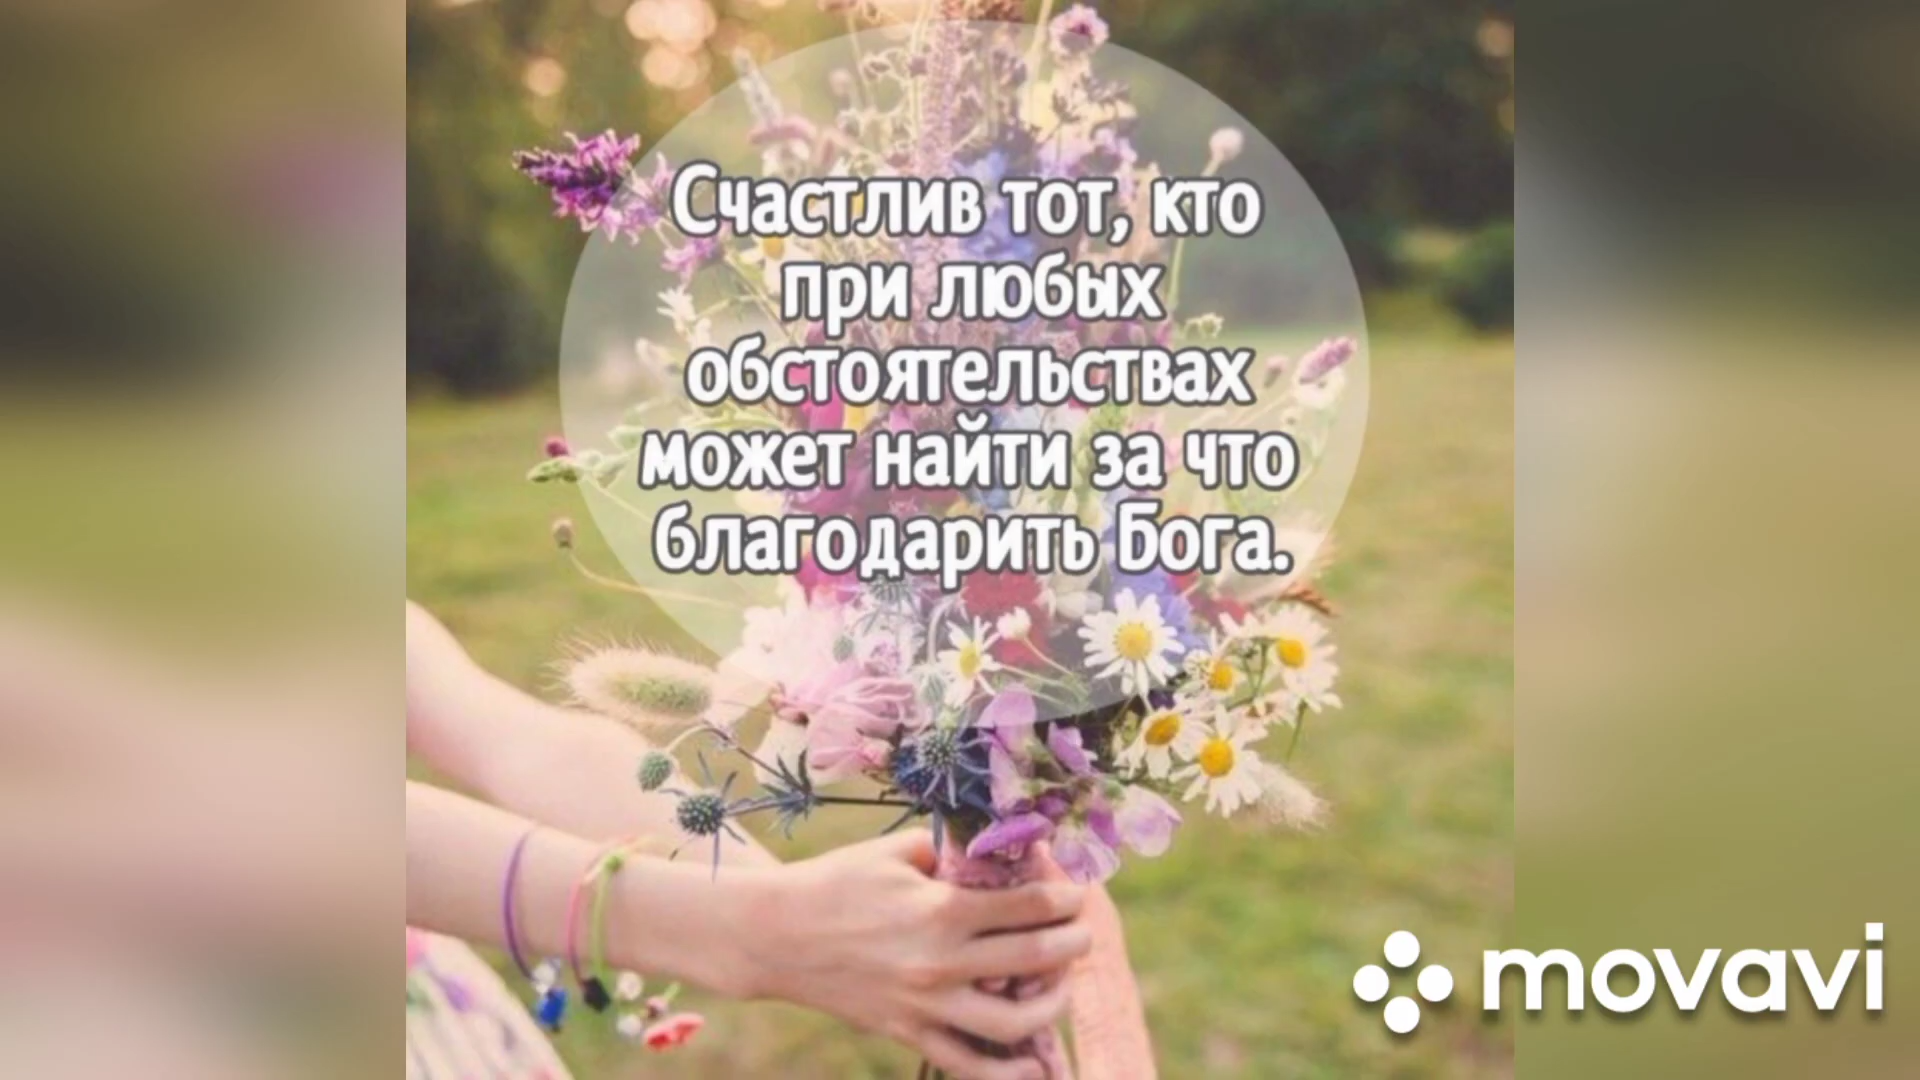 Счастлив тот, кто
при любых
обстоятельствах
может найти за что
благодарить Бога.
movavi